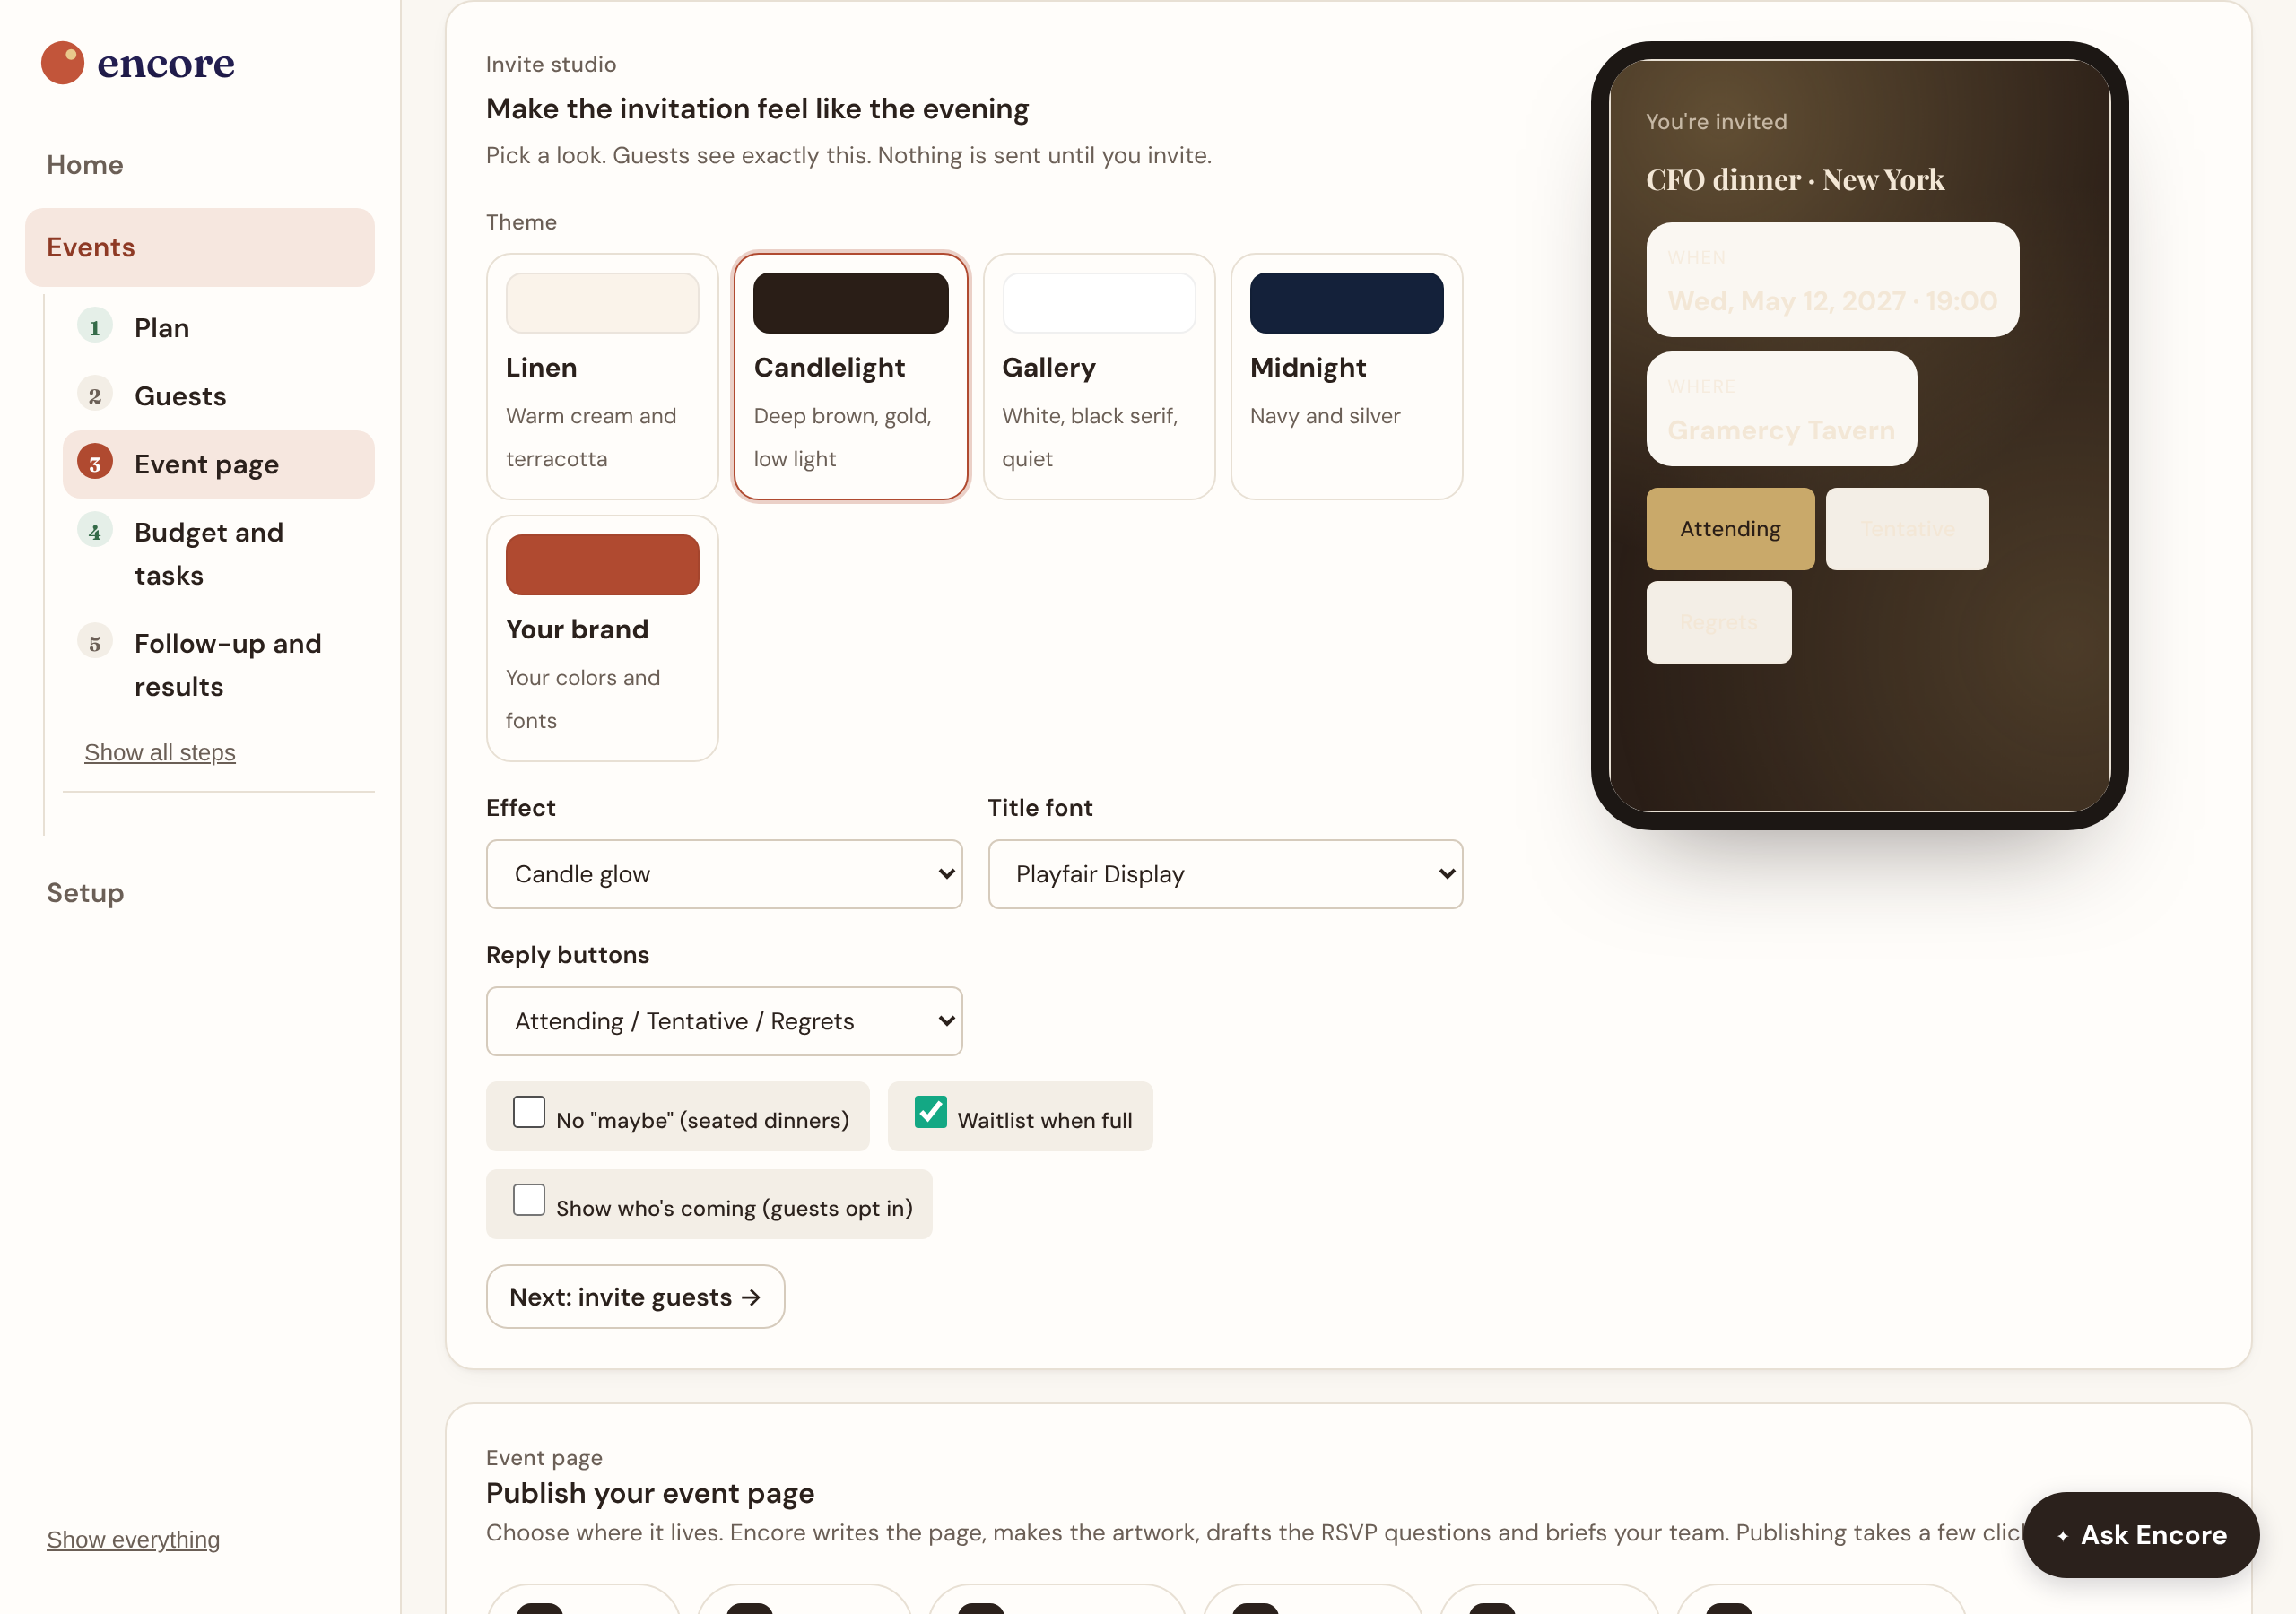 encore
Home
Events
1 Plan
2 Guests
3 Event page
4 Budget and
tasks
5 Follow-up and
results
Show all steps
Setup
Show everything
Invite studio
Make the invitation feel like the evening
Pick a look. Guests see exactly this. Nothing is sent until you invite.
Theme
Linen
Warm cream and
terracotta
Candlelight
Deep brown, gold,
low light
Gallery
White, black serif,
quiet
Midnight
Navy and silver
Your brand
Your colors and
fonts
Effect
Candle glow
Title font
Playfair Display
Reply buttons
Attending / Tentative / Regrets
No "maybe" (seated dinners)
Waitlist when full
Show who's coming (guests opt in)
Next: invite guests →
You're invited
CFO dinner · New York
WHEN
Wed, May 12, 2027 · 19:00
WHERE
Gramercy Tavern
Attending
Tentative
Regrets
Event page
Publish your event page
Choose where it lives. Encore writes the page, makes the artwork, drafts the RSVP questions and briefs your team. Publishing takes a few
✦ Ask Encore